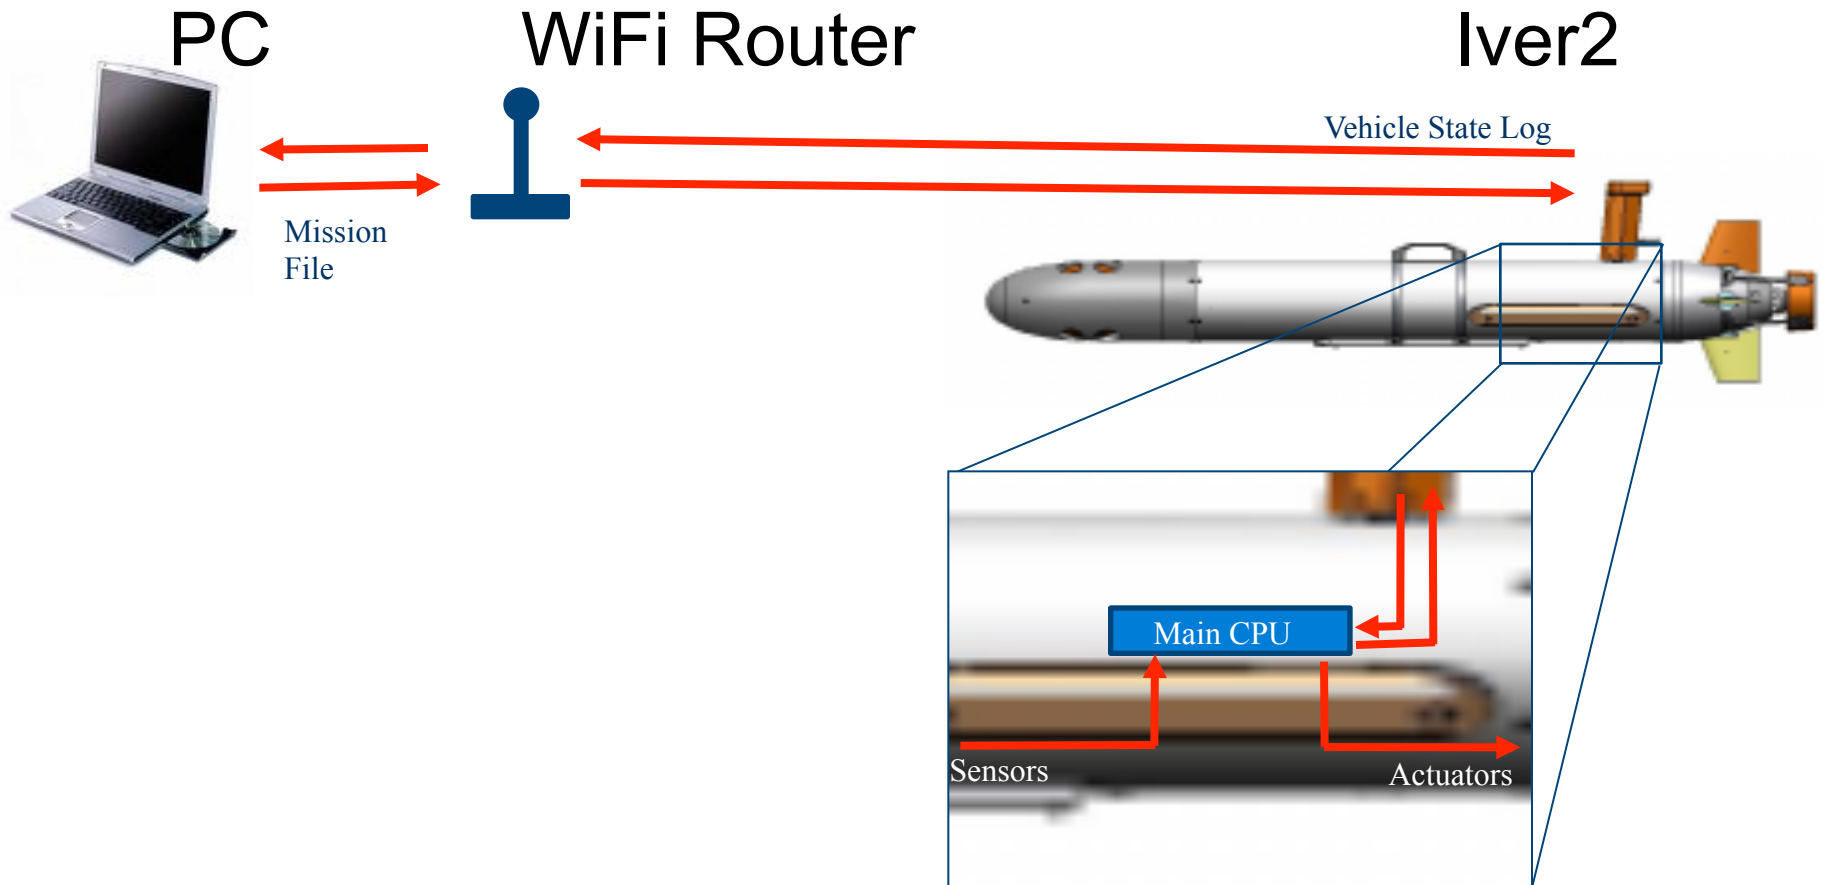 PC
WiFi Router
Iver2
Vehicle State Log
Mission
File
Main CPU
Sensors
Actuators